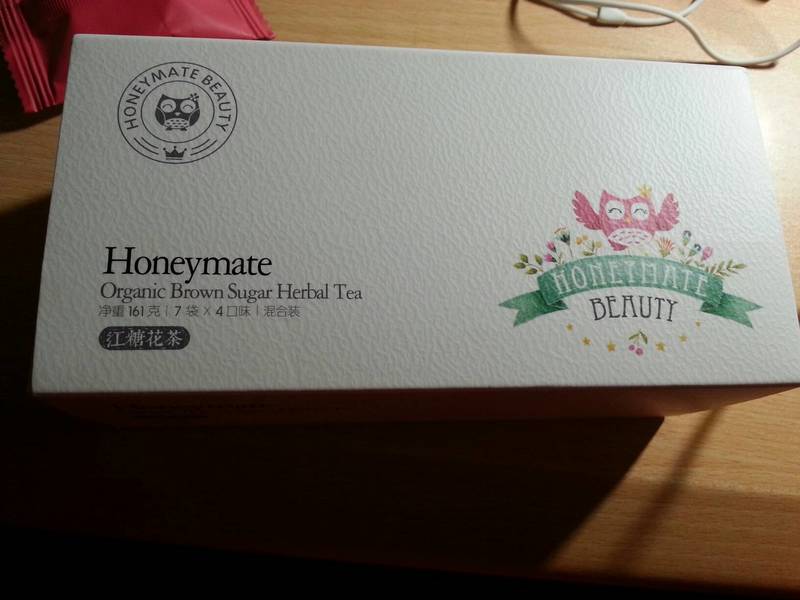 HONEYMATE BEAUTY
Honeymate
Organic Brown Sugar Herbal Tea
净重 161 克 | 7 袋 × 4 口味 | 混合装
江糖花茶
HONEYMATE
BEAUTY